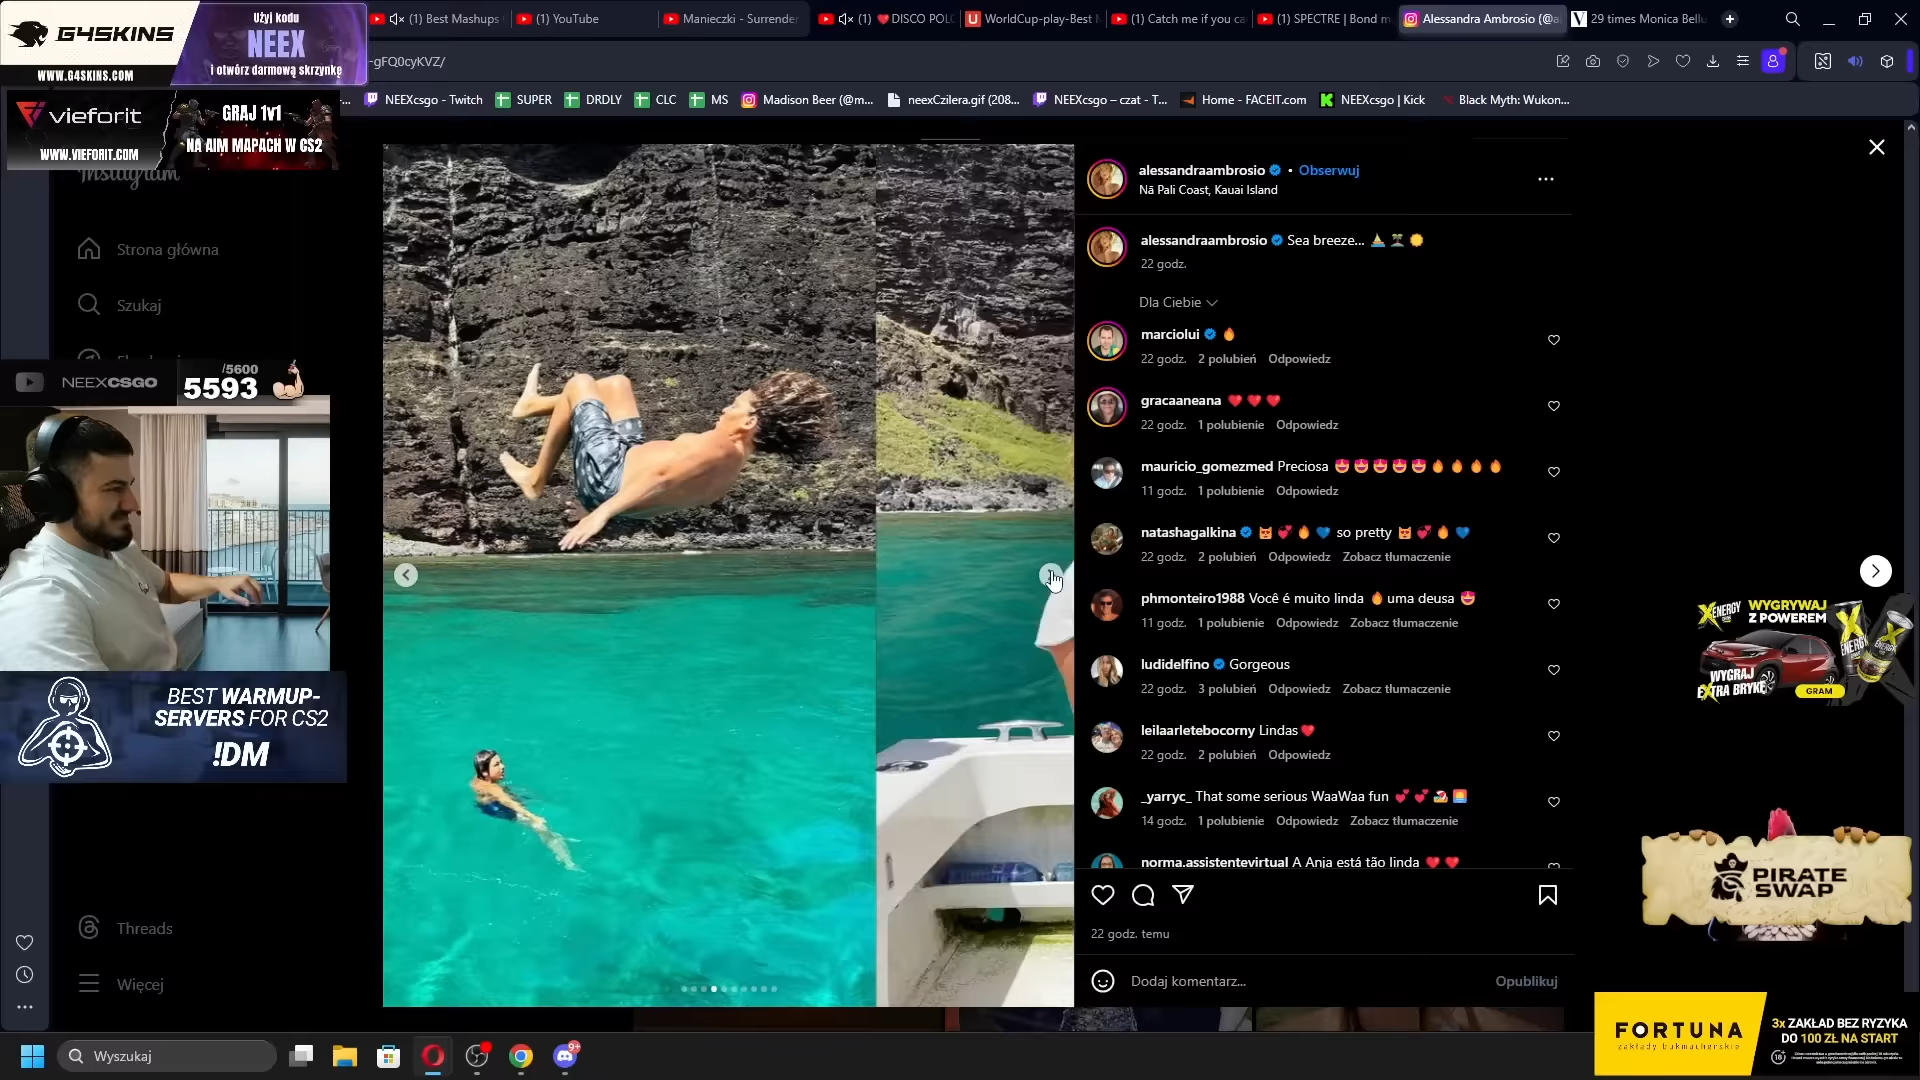 G4SKINS
WWW.G4SKINS.COM
Użyj kodu
NEEX
i otwórz darmową skrzynkę
vieforit
WWW.VIEFORIT.COM
GRAJ 1v1
NA AIM MAPACH W CS2
(1) Best Mashups
(1) YouTube
Manieczki - Surrender
(1) ❤️DISCO POLO
WorldCup-play-Best
(1) Catch me if you ca
(1) SPECTRE | Bond m
Alessandra Ambrosio (@a
29 times Monica Bellu
-gFQ0cyKVZ/
NEEXcsgo - Twitch
SUPER
DRDLY
CLC
MS
Madison Beer (@m...
neexCzilera.gif (208...
NEEXcsgo – czat - T...
Home - FACEIT.com
NEEXcsgo | Kick
Black Myth: Wukon...
Instagram
Strona główna
Szukaj
NEEXCSGO
5593
/5600
BEST WARMUP-
SERVERS FOR CS2
!DM
Threads
Więcej
alessandraambrosio • Obserwuj
Nā Pali Coast, Kauai Island
alessandraambrosio Sea breeze... ⛵🏝️☀️
22 godz.
Dla Ciebie
marciolui 🔥
22 godz. 2 polubień Odpowiedz
gracaaneana ❤️❤️❤️
22 godz. 1 polubienie Odpowiedz
mauricio_gomezmed Preciosa 😍😍😍😍😍🔥🔥🔥🔥
11 godz. 1 polubienie Odpowiedz
natashagalkina 😻💞🔥💙 so pretty 😻💞🔥💙
22 godz. 2 polubień Odpowiedz Zobacz tłumaczenie
phmonteiro1988 Você é muito linda 🔥uma deusa 😍
11 godz. 1 polubienie Odpowiedz Zobacz tłumaczenie
ludidelfino Gorgeous
22 godz. 3 polubień Odpowiedz Zobacz tłumaczenie
leilaarletebocorny Lindas❤️
22 godz. 2 polubień Odpowiedz
_yarryc_ That some serious WaaWaa fun 💕💕🏖️🌅
14 godz. 1 polubienie Odpowiedz Zobacz tłumaczenie
norma.assistentevirtual A Anja está tão linda ❤️❤️
22 godz. temu
Dodaj komentarz...
Opublikuj
X ENERGY
WYGRYWAJ
Z POWEREM
WYGRAJ
EXTRA BRYKĘ
GRAM
PIRATE
SWAP
FORTUNA
zakłady bukmacherskie
3x ZAKŁAD BEZ RYZYKA
DO 100 ZŁ NA START
18+
Wyszukaj
9+